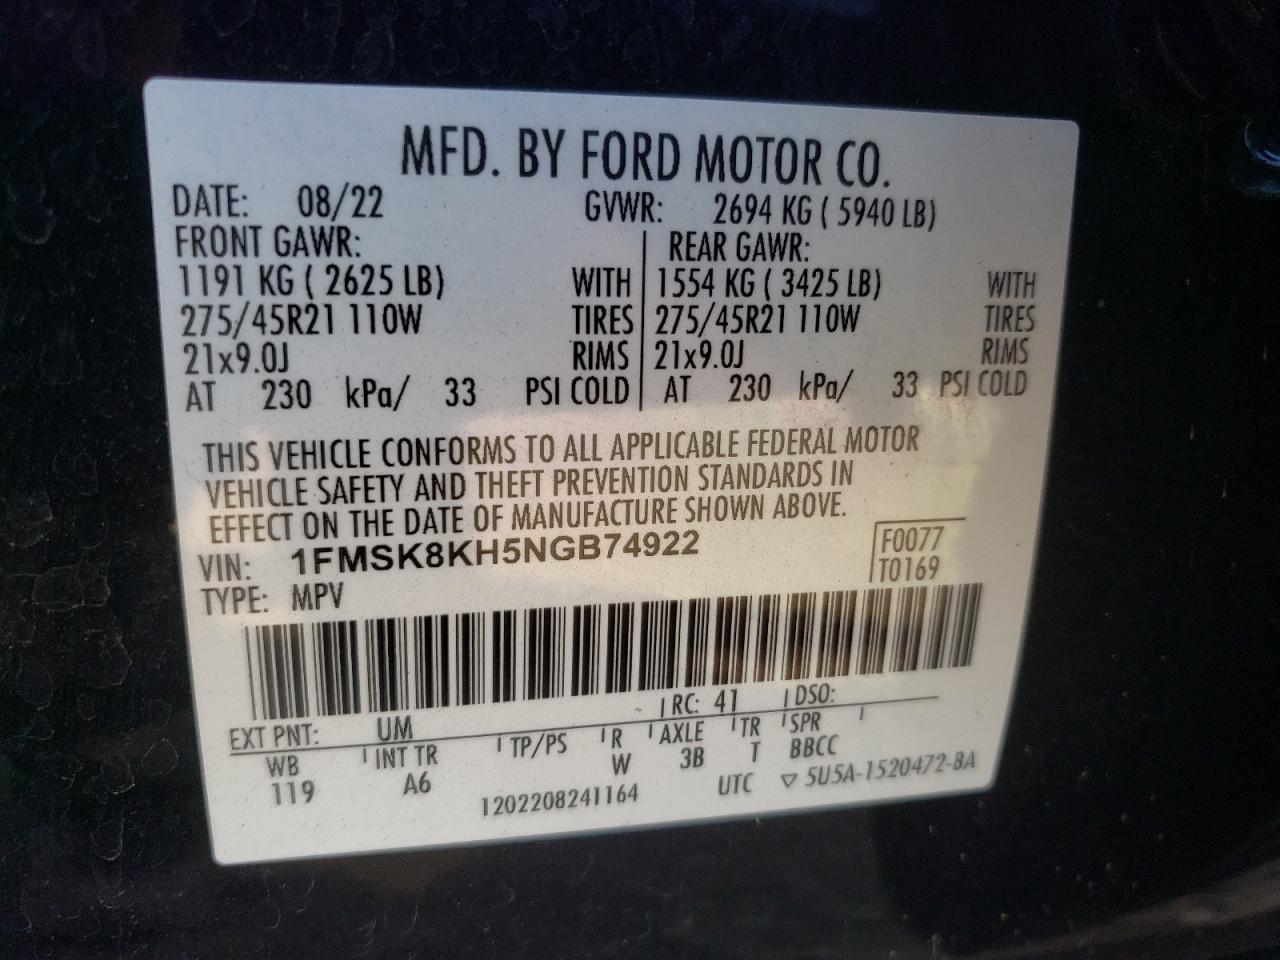 MFD. BY FORD MOTOR CO.
DATE: 08/22 GVWR: 2694 KG ( 5940 LB)
FRONT GAWR: REAR GAWR:
1191 KG ( 2625 LB) WITH 1554 KG ( 3425 LB) WITH
275/45R21 110W TIRES 275/45R21 110W TIRES
21x9.0J RIMS 21x9.0J RIMS
AT 230 kPa/ 33 PSI COLD AT 230 kPa/ 33 PSI COLD
THIS VEHICLE CONFORMS TO ALL APPLICABLE FEDERAL MOTOR
VEHICLE SAFETY AND THEFT PREVENTION STANDARDS IN
EFFECT ON THE DATE OF MANUFACTURE SHOWN ABOVE.
VIN: 1FMSK8KH5NGB74922 F0077
TYPE: MPV T0169
EXT PNT: UM RC: 41 DSO:
WB INT TR TP/PS R AXLE TR SPR
119 A6 W 3B T BBCC
1202208241164 UTC ▽ 5U5A-1520472-BA